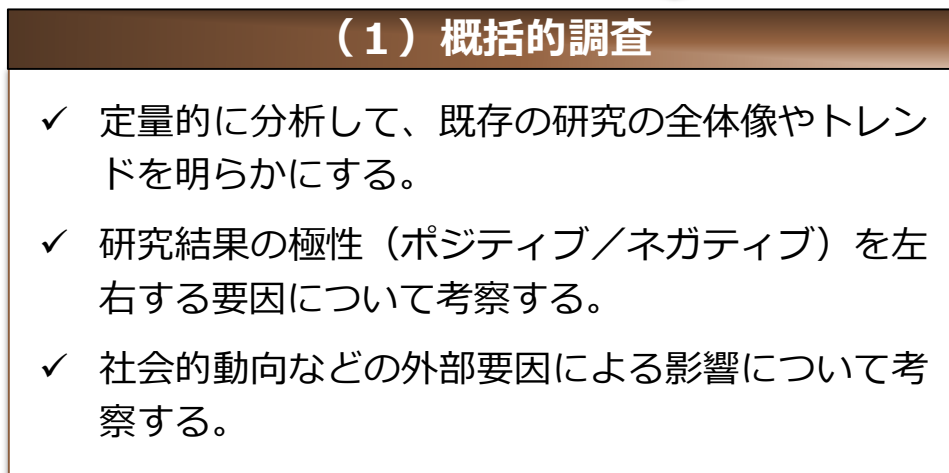 （１）概括的調査
✓ 定量的に分析して、既存の研究の全体像やトレン
ドを明らかにする。
✓ 研究結果の極性（ポジティブ／ネガティブ）を左
右する要因について考察する。
✓ 社会的動向などの外部要因による影響について考
察する。